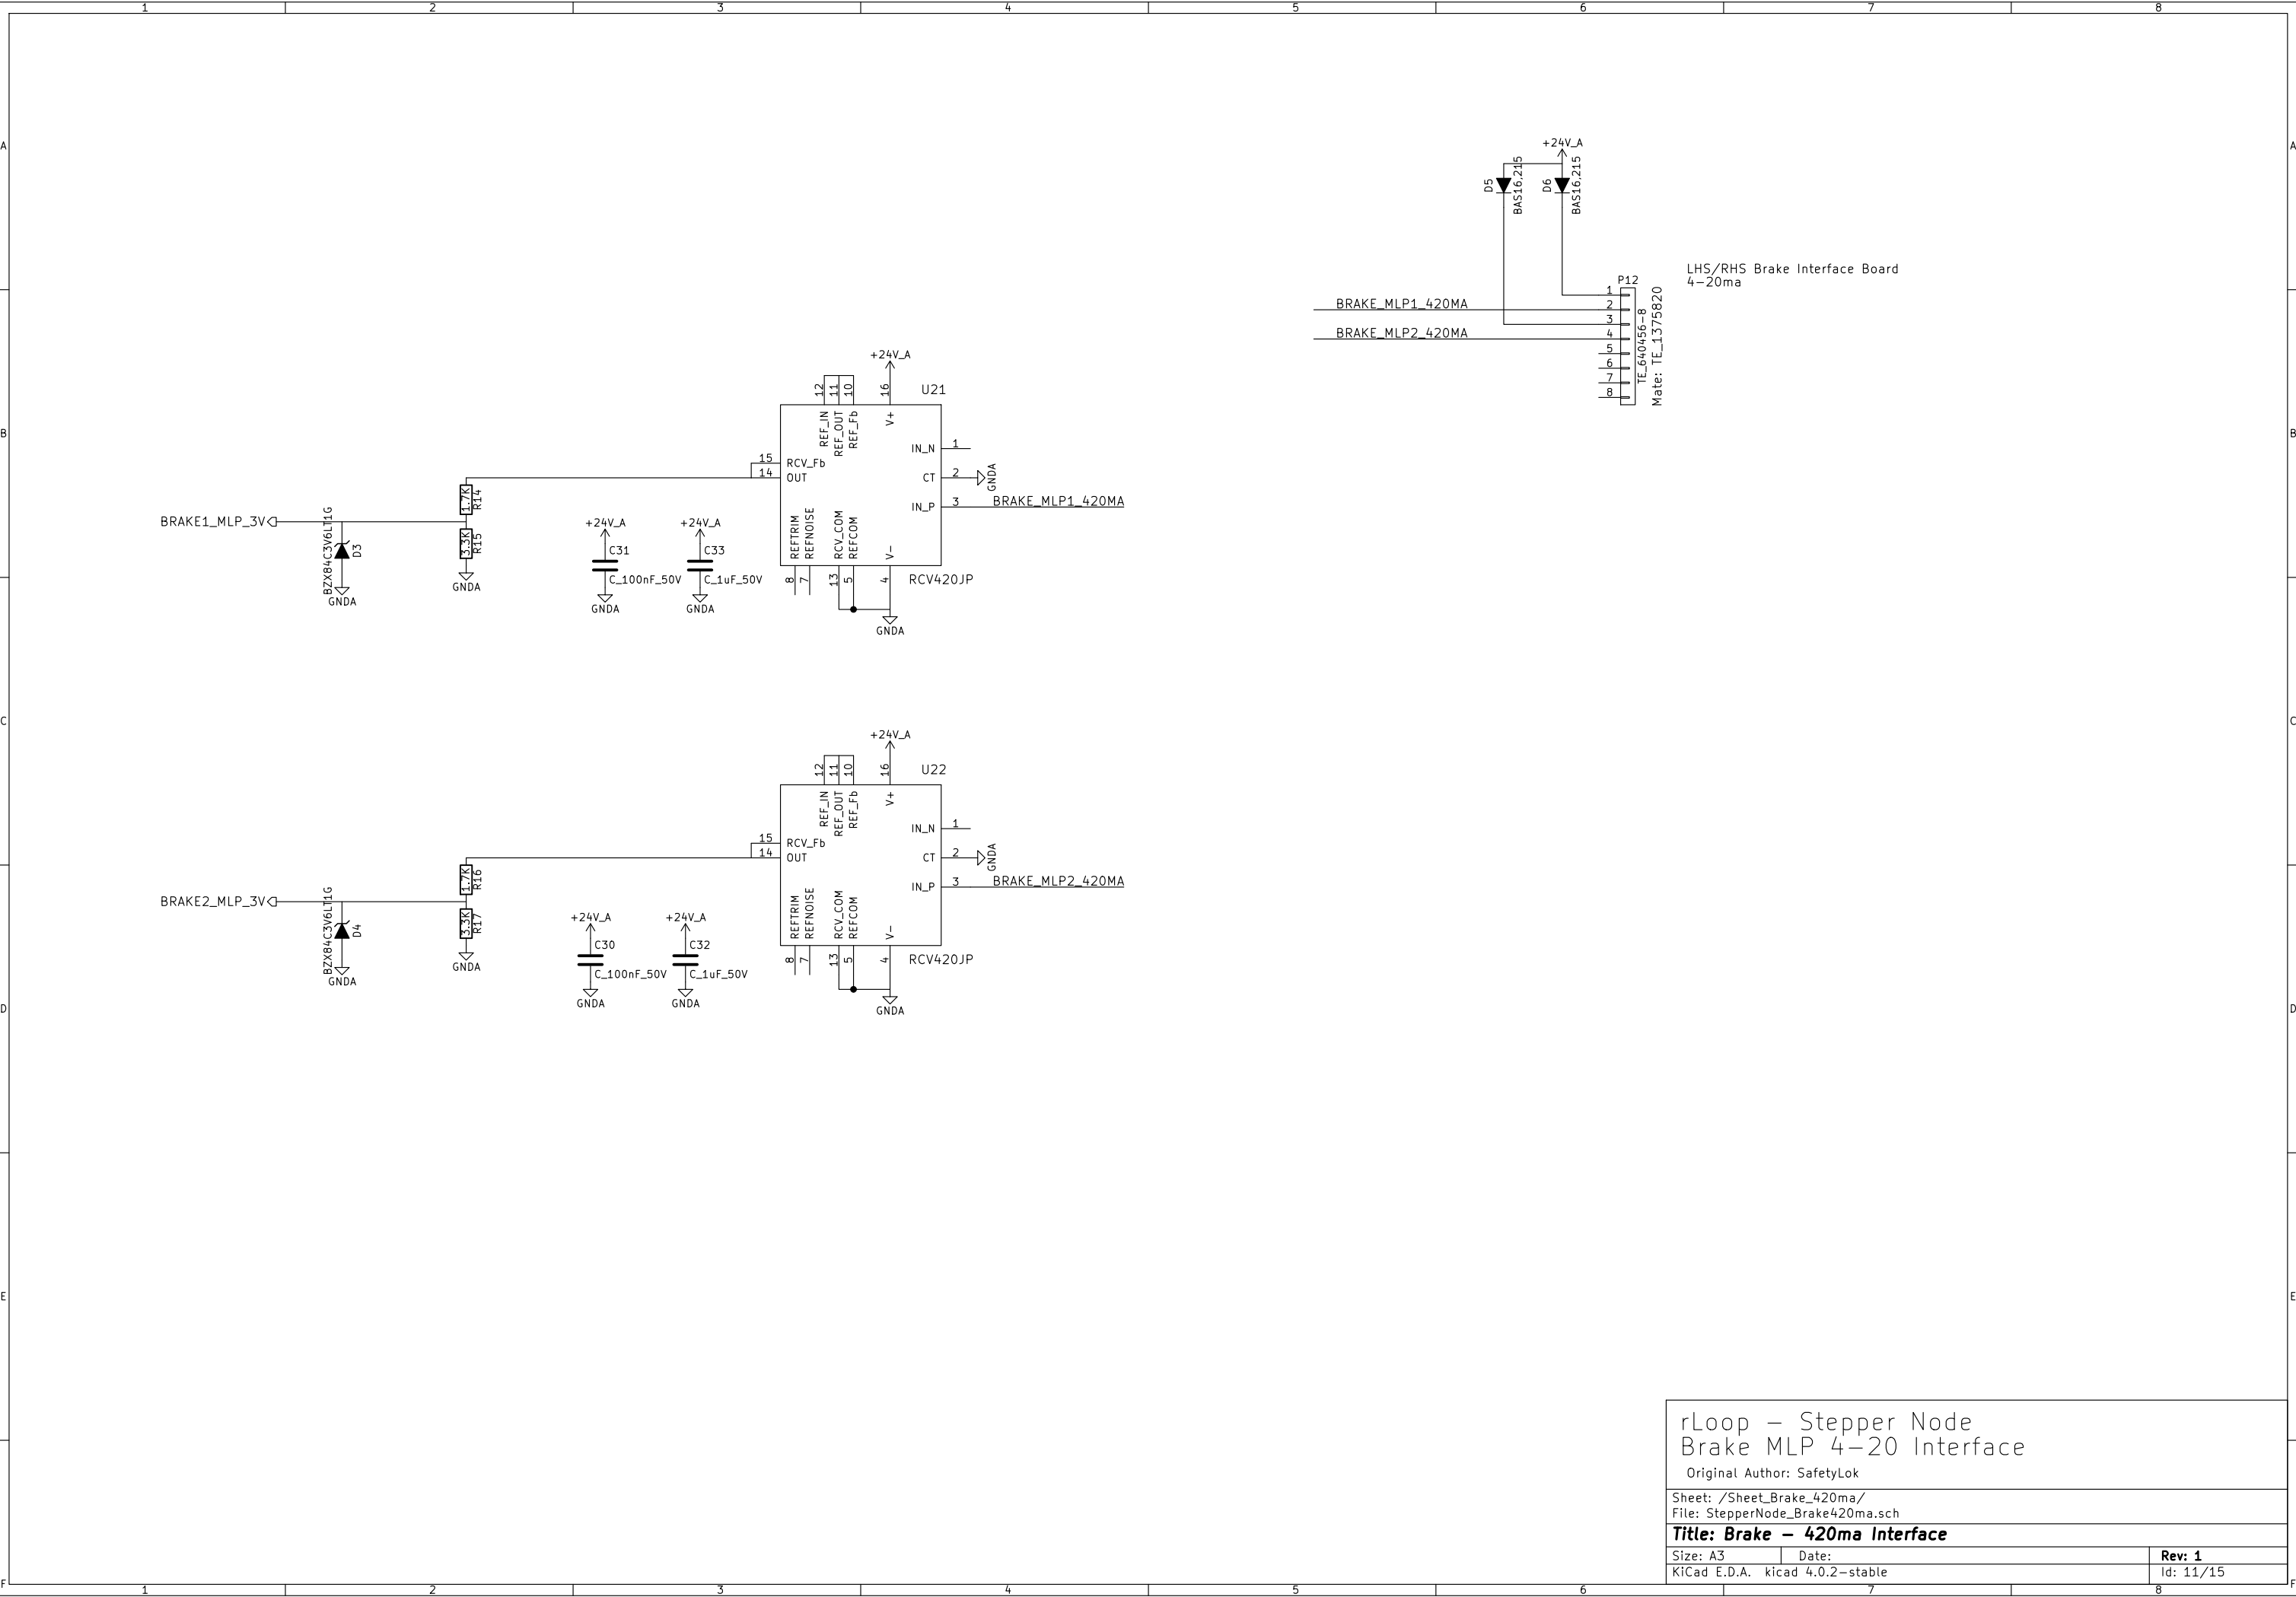 1 2 3 4 5 6 7 8
A
A
+24V_A
D5
BAS16,215
D6
BAS16,215
LHS/RHS Brake Interface Board
4-20ma
P12
1
BRAKE_MLP1_420MA
2
3
BRAKE_MLP2_420MA
4
5
6
7
8
TE_640456-8
Mate: TE_1375820
B
B
+24V_A
12
11
10
16
U21
REF_IN
REF_OUT
REF_Fb
V+
IN_N
1
15
RCV_Fb
14
OUT
CT
2
GNDA
IN_P
3
BRAKE_MLP1_420MA
REFTRIM
REFNOISE
RCV_COM
REFCOM
V-
8
7
13
5
4
RCV420JP
GNDA
BRAKE1_MLP_3V
BZX84C3V6LT1G
D3
GNDA
1.7K
R14
3.3K
R15
GNDA
+24V_A
C31
C_100nF_50V
GNDA
+24V_A
C33
C_1uF_50V
GNDA
C
C
+24V_A
12
11
10
16
U22
REF_IN
REF_OUT
REF_Fb
V+
IN_N
1
15
RCV_Fb
14
OUT
CT
2
GNDA
IN_P
3
BRAKE_MLP2_420MA
REFTRIM
REFNOISE
RCV_COM
REFCOM
V-
8
7
13
5
4
RCV420JP
GNDA
BRAKE2_MLP_3V
BZX84C3V6LT1G
D4
GNDA
1.7K
R16
3.3K
R17
GNDA
+24V_A
C30
C_100nF_50V
GNDA
+24V_A
C32
C_1uF_50V
GNDA
D
D
E
E
rLoop - Stepper Node
Brake MLP 4-20 Interface
Original Author: SafetyLok
Sheet: /Sheet_Brake_420ma/
File: StepperNode_Brake420ma.sch
Title: Brake - 420ma Interface
Size: A3 Date: Rev: 1
KiCad E.D.A. kicad 4.0.2-stable Id: 11/15
F
F
1 2 3 4 5 6 7 8